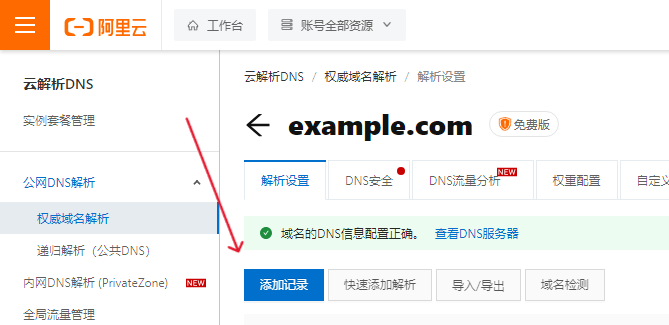 阿里云 工作台 账号全部资源
云解析DNS
实例套餐管理
公网DNS解析
权威域名解析
递归解析（公共DNS）
内网DNS解析 (PrivateZone) NEW
全局流量管理
云解析DNS / 权威域名解析 / 解析设置
example.com 免费版
解析设置 DNS安全 DNS流量分析 NEW 权重配置 自定义
域名的DNS信息配置正确。 查看DNS服务器
添加记录 快速添加解析 导入/导出 域名检测